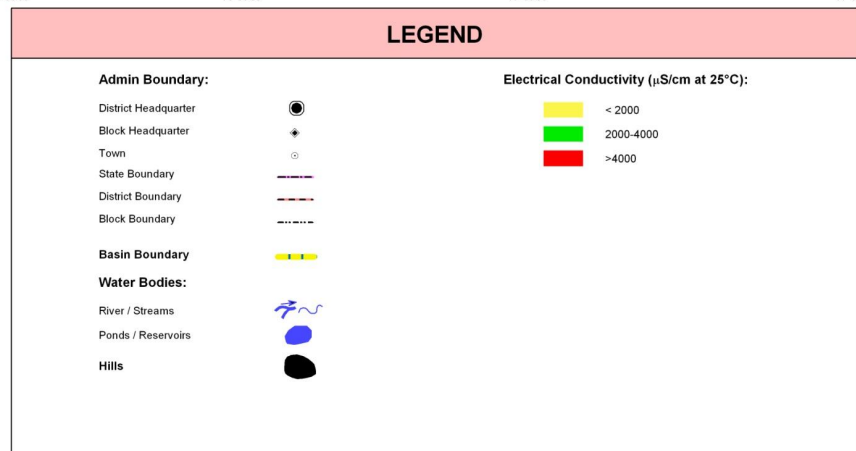 LEGEND
Admin Boundary:
District Headquarter
Block Headquarter
Town
State Boundary
District Boundary
Block Boundary
Basin Boundary
Water Bodies:
River / Streams
Ponds / Reservoirs
Hills
Electrical Conductivity (µS/cm at 25°C):
< 2000
2000-4000
>4000